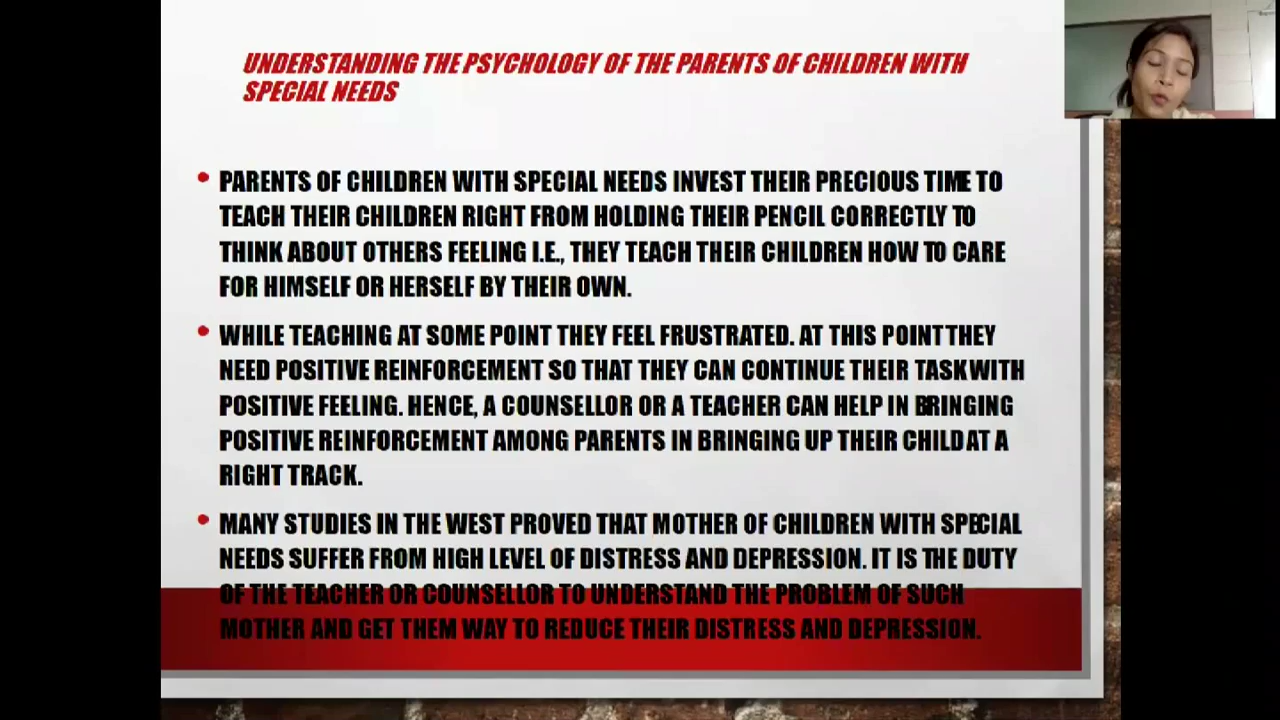 UNDERSTANDING THE PSYCHOLOGY OF THE PARENTS OF CHILDREN WITH
SPECIAL NEEDS
• PARENTS OF CHILDREN WITH SPECIAL NEEDS INVEST THEIR PRECIOUS TIME TO
TEACH THEIR CHILDREN RIGHT FROM HOLDING THEIR PENCIL CORRECTLY TO
THINK ABOUT OTHERS FEELING I.E., THEY TEACH THEIR CHILDREN HOW TO CARE
FOR HIMSELF OR HERSELF BY THEIR OWN.
• WHILE TEACHING AT SOME POINT THEY FEEL FRUSTRATED. AT THIS POINT THEY
NEED POSITIVE REINFORCEMENT SO THAT THEY CAN CONTINUE THEIR TASK WITH
POSITIVE FEELING. HENCE, A COUNSELLOR OR A TEACHER CAN HELP IN BRINGING
POSITIVE REINFORCEMENT AMONG PARENTS IN BRINGING UP THEIR CHILD AT A
RIGHT TRACK.
• MANY STUDIES IN THE WEST PROVED THAT MOTHER OF CHILDREN WITH SPECIAL
NEEDS SUFFER FROM HIGH LEVEL OF DISTRESS AND DEPRESSION. IT IS THE DUTY
OF THE TEACHER OR COUNSELLOR TO UNDERSTAND THE PROBLEM OF SUCH
MOTHER AND GET THEM WAY TO REDUCE THEIR DISTRESS AND DEPRESSION.